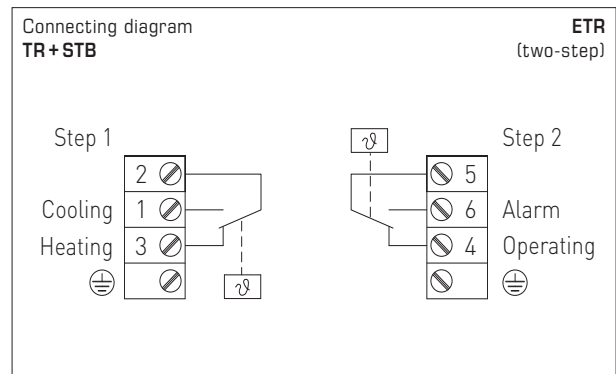 Connecting diagram
TR+STB
ETR
(two-step)
Step 1
ϑ
Step 2
2
5
Cooling 1
6 Alarm
Heating 3
4 Operating
ϑ